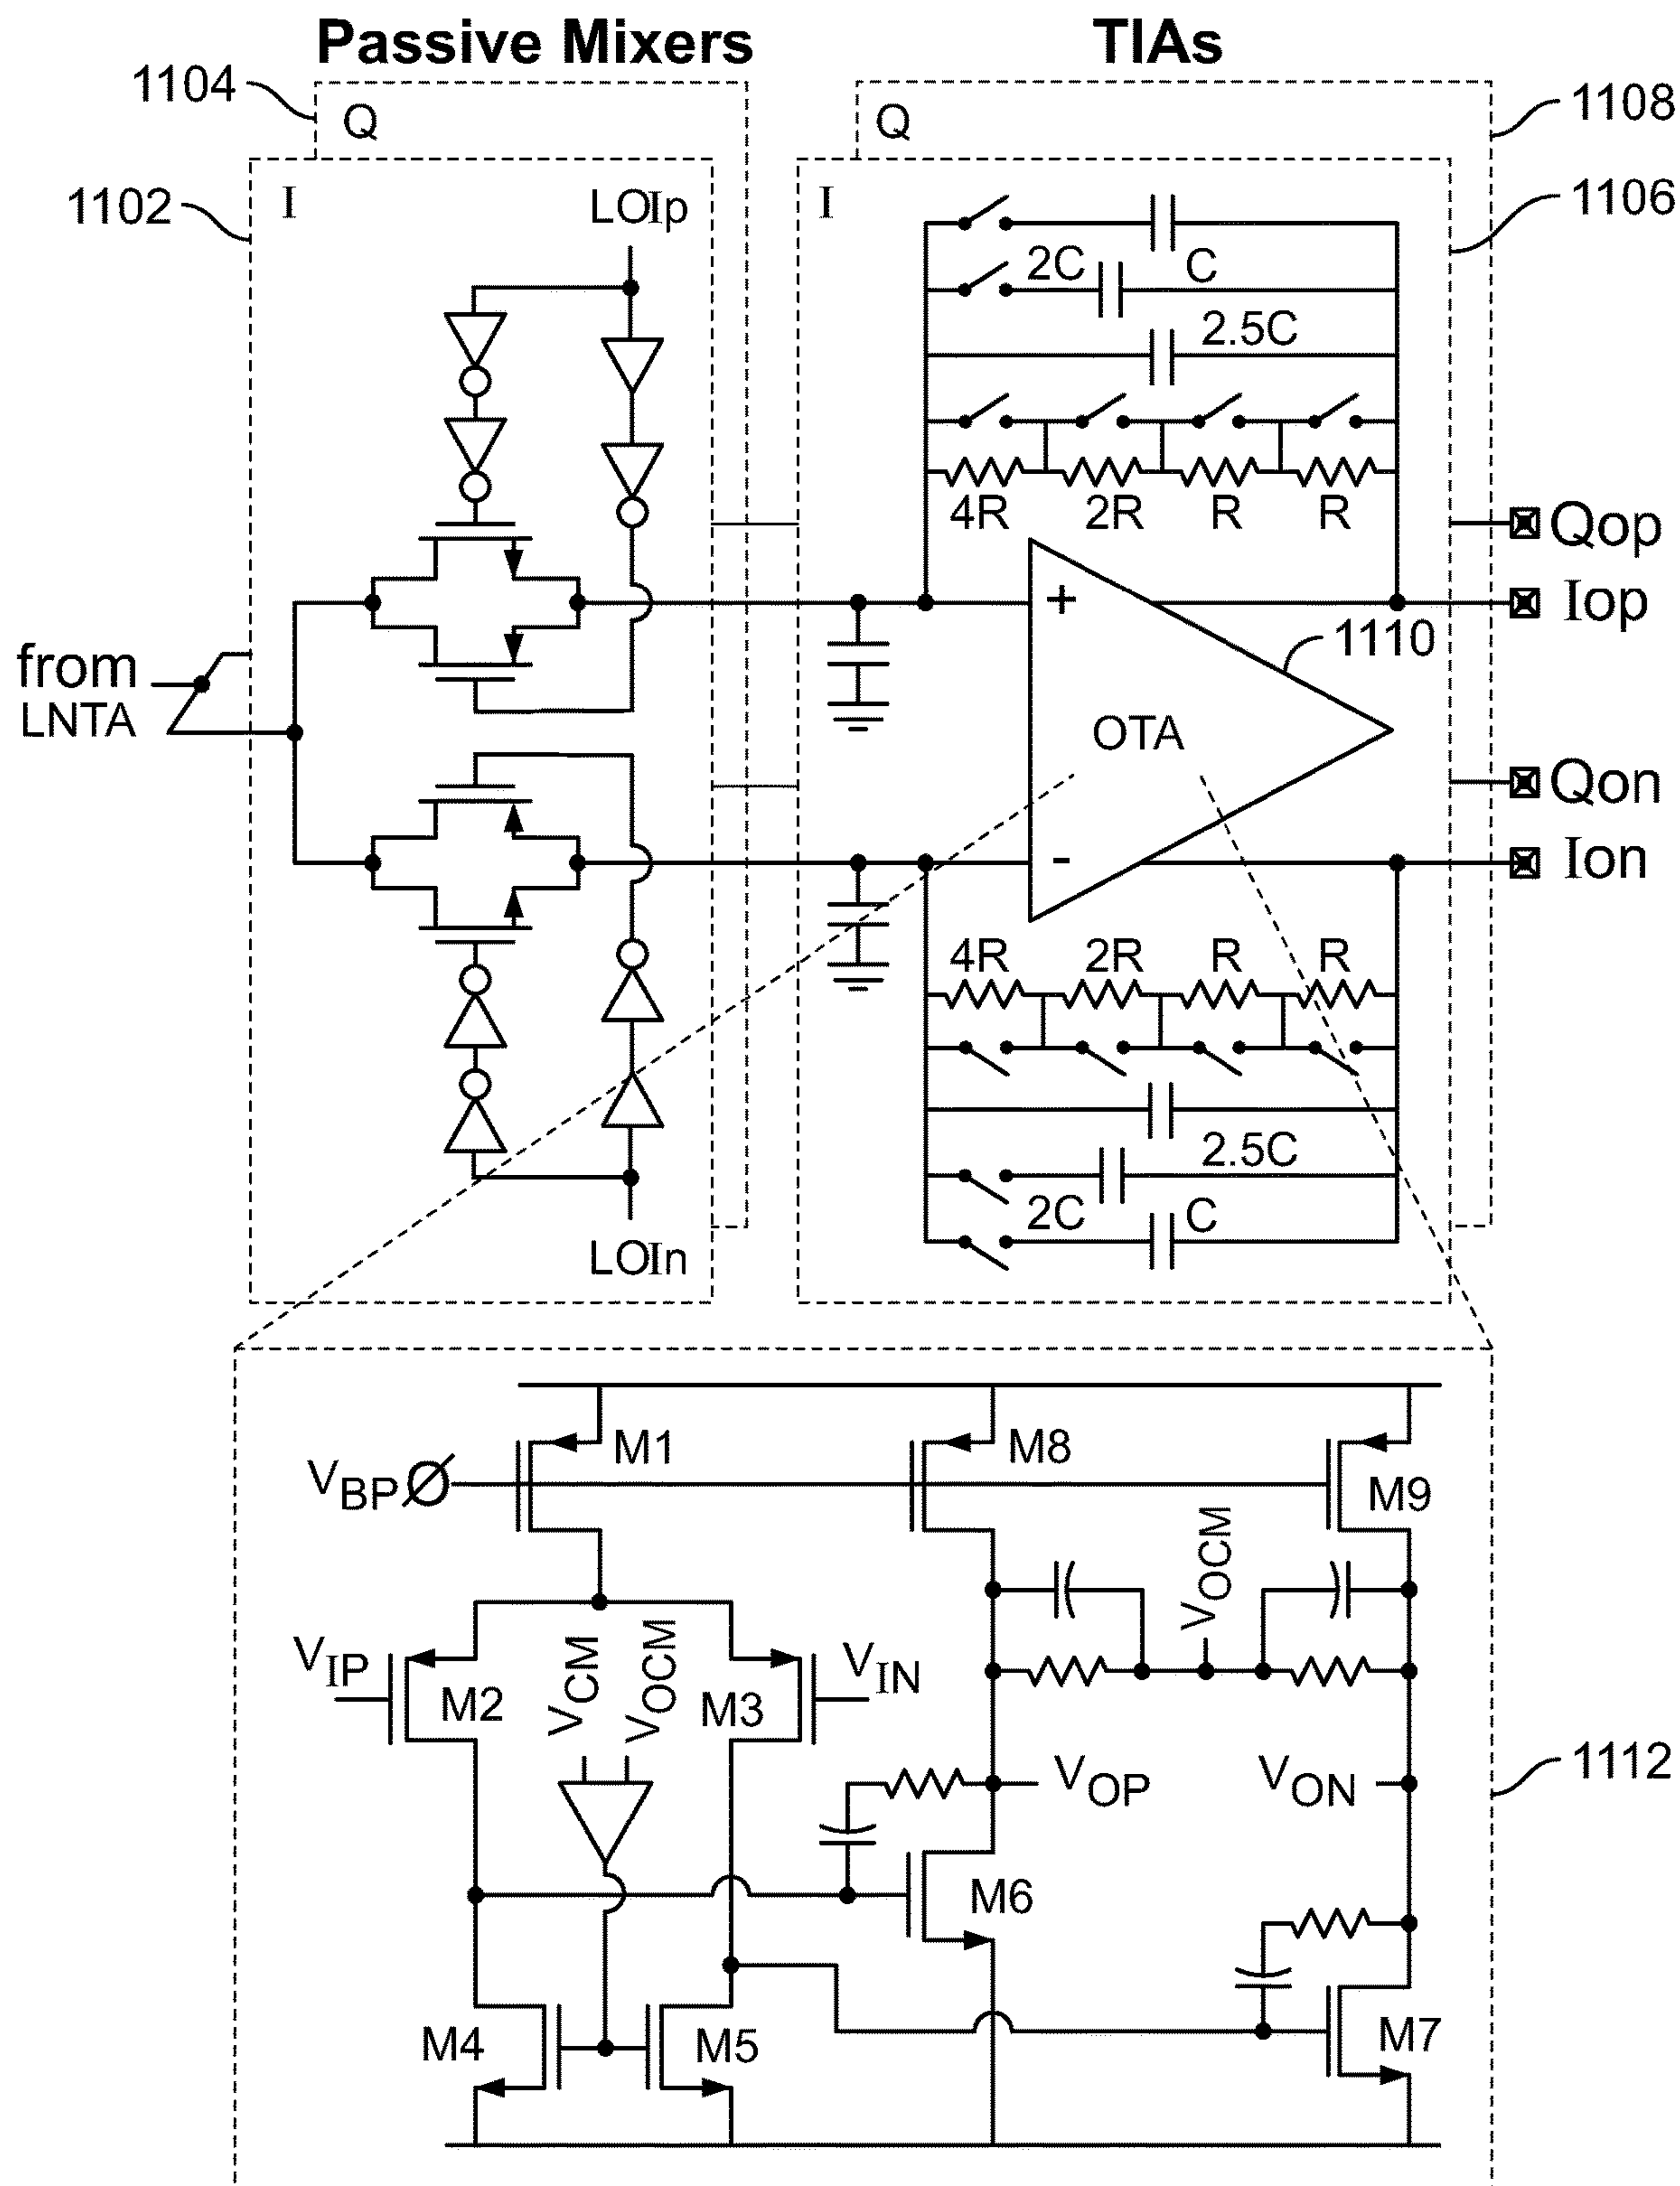 Passive Mixers
TIAs
1104
Q
Q
1108
1102
I
LOIp
I
1106
2C
C
2.5C
4R
2R
R
R
Qop
+
Iop
1110
from
LNTA
OTA
Qon
-
Ion
4R
2R
R
R
2.5C
2C
C
LOIn
M1
M8
VBP
M9
VOCM
VIP
VCM
VOCM
VIN
M2
M3
1112
VOP
VON
M6
M4
M5
M7